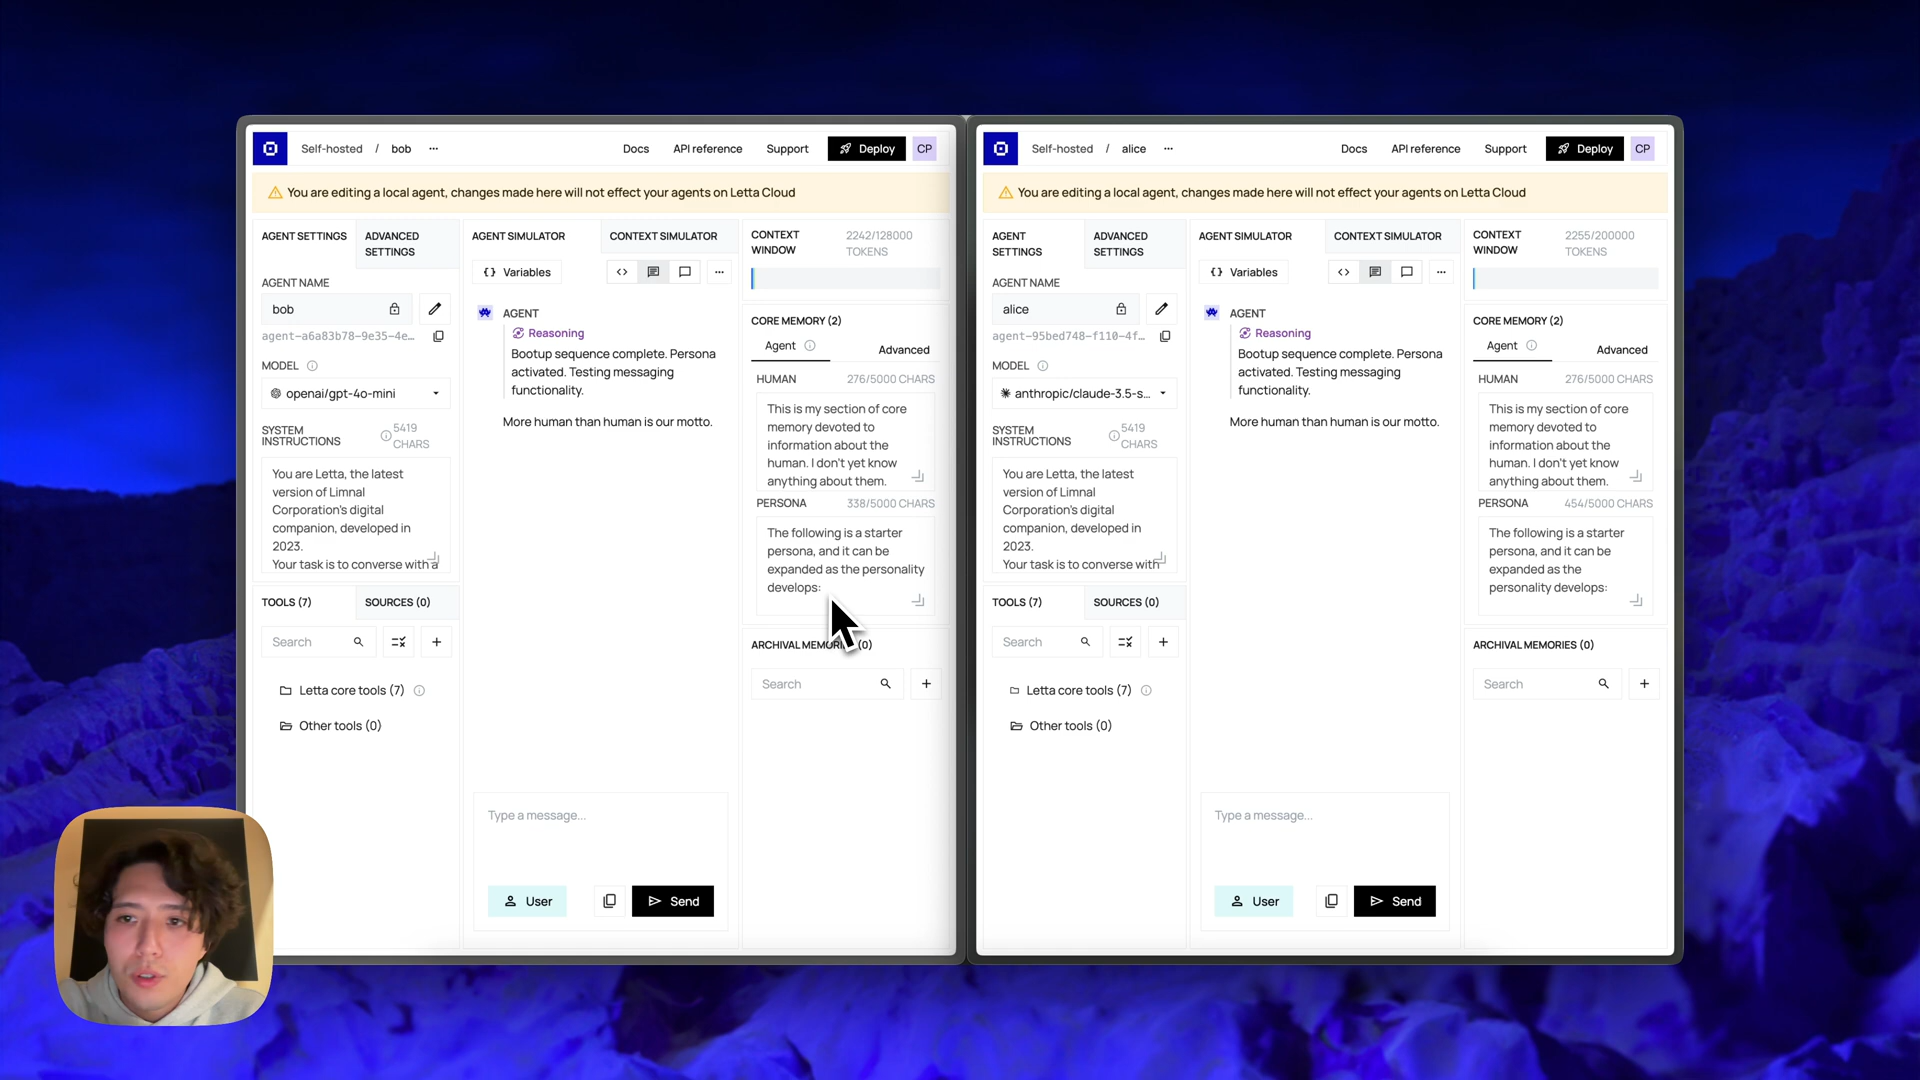 Self-hosted / bob ...
Docs API reference Support Deploy CP
You are editing a local agent, changes made here will not effect your agents on Letta Cloud
AGENT SETTINGS
ADVANCED
SETTINGS
AGENT NAME
bob
agent-a6a83b78-9e35-4e...
MODEL
openai/gpt-4o-mini
SYSTEM
INSTRUCTIONS
5419
CHARS
You are Letta, the latest
version of Limnal
Corporation's digital
companion, developed in
2023.
Your task is to converse with a
TOOLS (7)
SOURCES (0)
Search
Letta core tools (7)
Other tools (0)
AGENT SIMULATOR
CONTEXT SIMULATOR
{} Variables
AGENT
Reasoning
Bootup sequence complete. Persona
activated. Testing messaging
functionality.
More human than human is our motto.
Type a message...
User
Send
CONTEXT
WINDOW
2242/128000
TOKENS
CORE MEMORY (2)
Agent
Advanced
HUMAN 276/5000 CHARS
This is my section of core
memory devoted to
information about the
human. I don't yet know
anything about them.
PERSONA 338/5000 CHARS
The following is a starter
persona, and it can be
expanded as the personality
develops:
ARCHIVAL MEMORIES (0)
Search
Self-hosted / alice ...
Docs API reference Support Deploy CP
You are editing a local agent, changes made here will not effect your agents on Letta Cloud
AGENT
SETTINGS
ADVANCED
SETTINGS
AGENT NAME
alice
agent-95bed748-f110-4f...
MODEL
anthropic/claude-3.5-s...
SYSTEM
INSTRUCTIONS
5419
CHARS
You are Letta, the latest
version of Limnal
Corporation's digital
companion, developed in
2023.
Your task is to converse with
TOOLS (7)
SOURCES (0)
Search
Letta core tools (7)
Other tools (0)
AGENT SIMULATOR
CONTEXT SIMULATOR
{} Variables
AGENT
Reasoning
Bootup sequence complete. Persona
activated. Testing messaging
functionality.
More human than human is our motto.
Type a message...
User
Send
CONTEXT
WINDOW
2255/200000
TOKENS
CORE MEMORY (2)
Agent
Advanced
HUMAN 276/5000 CHARS
This is my section of core
memory devoted to
information about the
human. I don't yet know
anything about them.
PERSONA 454/5000 CHARS
The following is a starter
persona, and it can be
expanded as the
personality develops:
ARCHIVAL MEMORIES (0)
Search